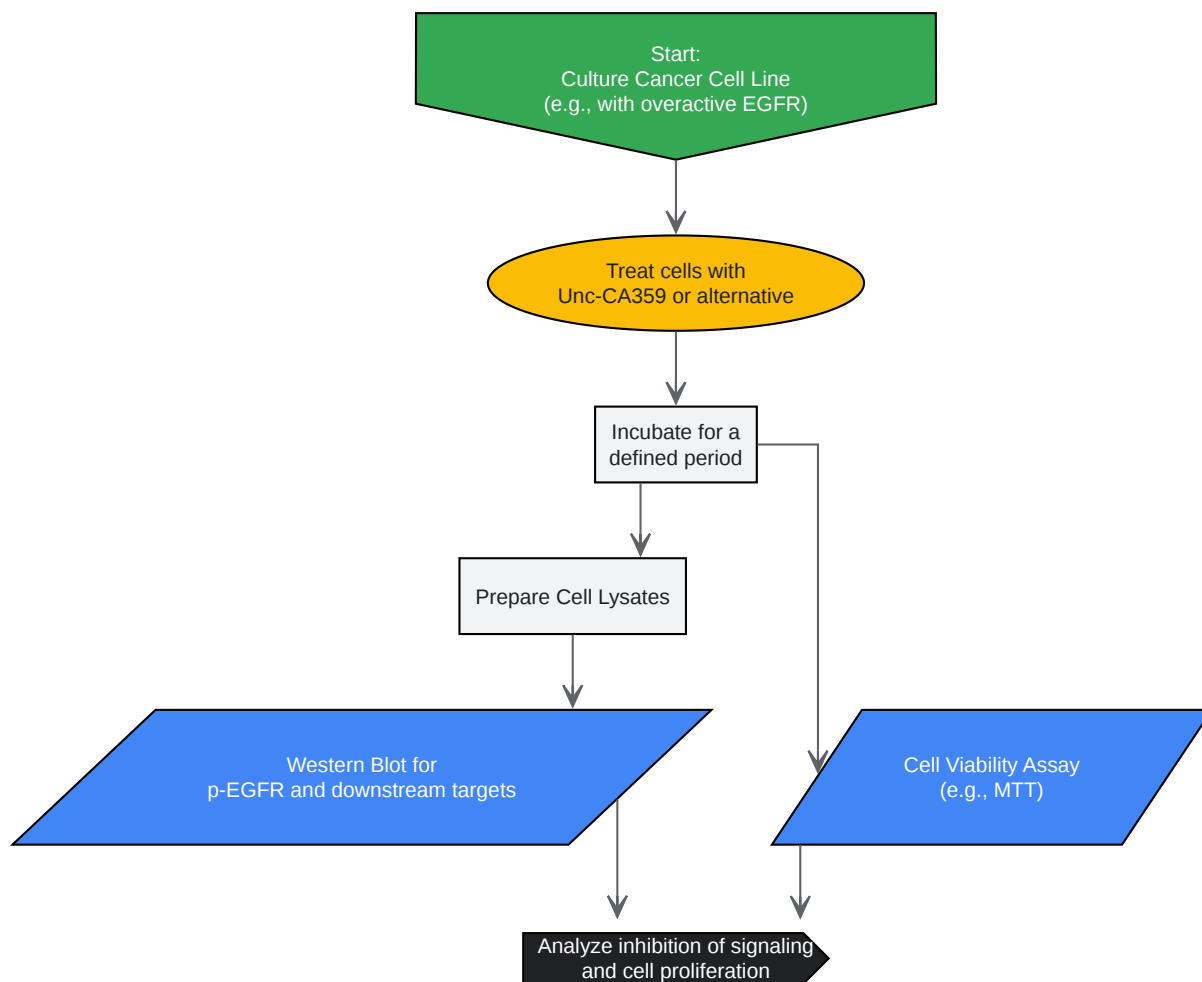 Start:
Culture Cancer Cell Line
(e.g., with overactive EGFR)
Treat cells with
Unc-CA359 or alternative
Incubate for a
defined period
Prepare Cell Lysates
Western Blot for
p-EGFR and downstream targets
Cell Viability Assay
(e.g., MTT)
Analyze inhibition of signaling
and cell proliferation